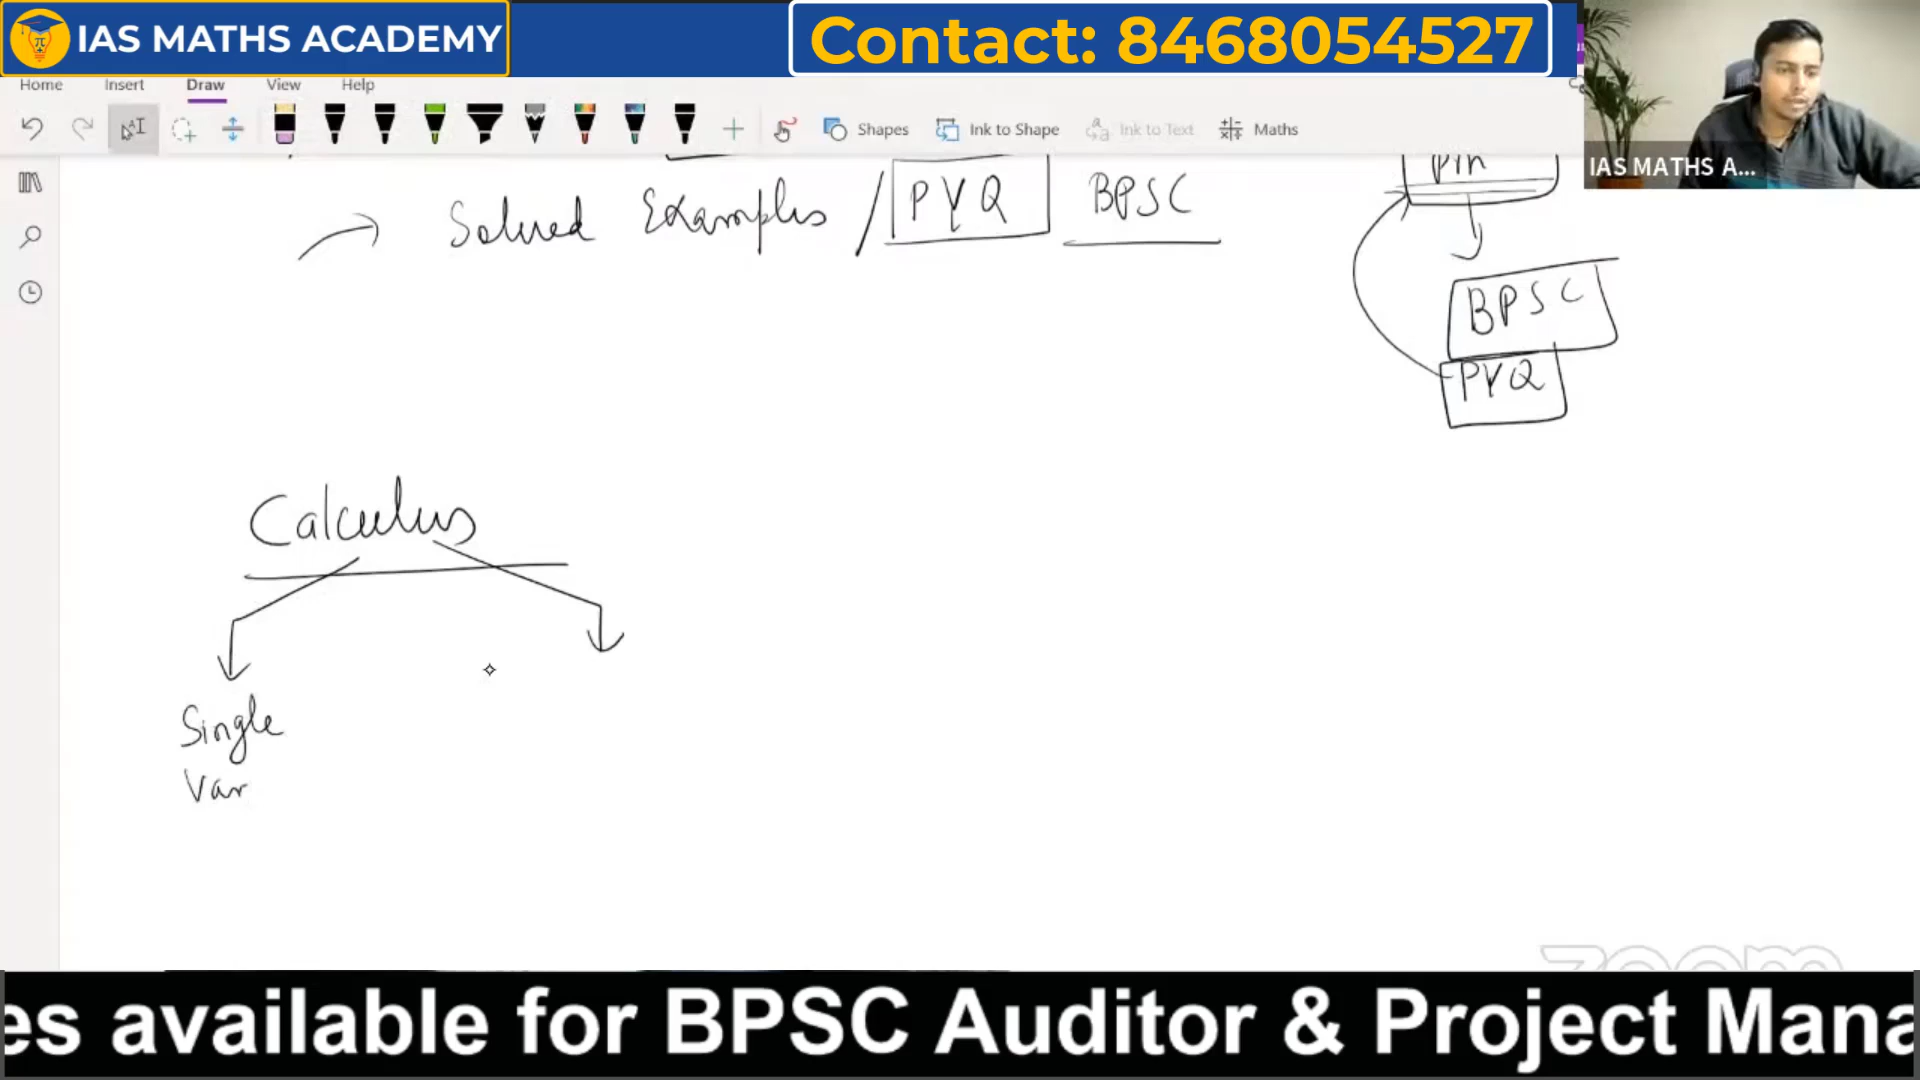 IAS MATHS ACADEMY
Contact: 8468054527
Home Insert Draw View Help
Shapes Ink to Shape Ink to Text Maths
IAS MATHS A...
Solved Examples / PYQ BPSC
BPSC
PYQ
Calculus
Single
Var
zoom
es available for BPSC Auditor & Project Mana